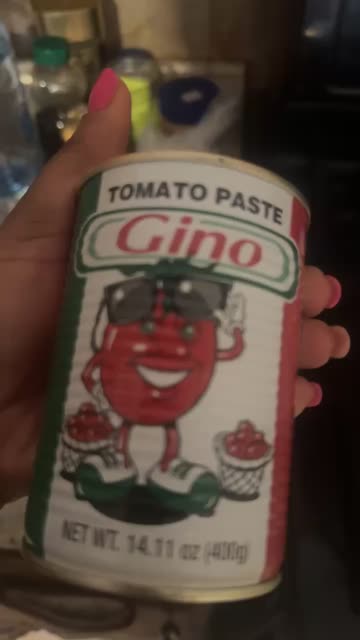 TOMATO PASTE
Gino
NET WT. 14.11 oz (400g)